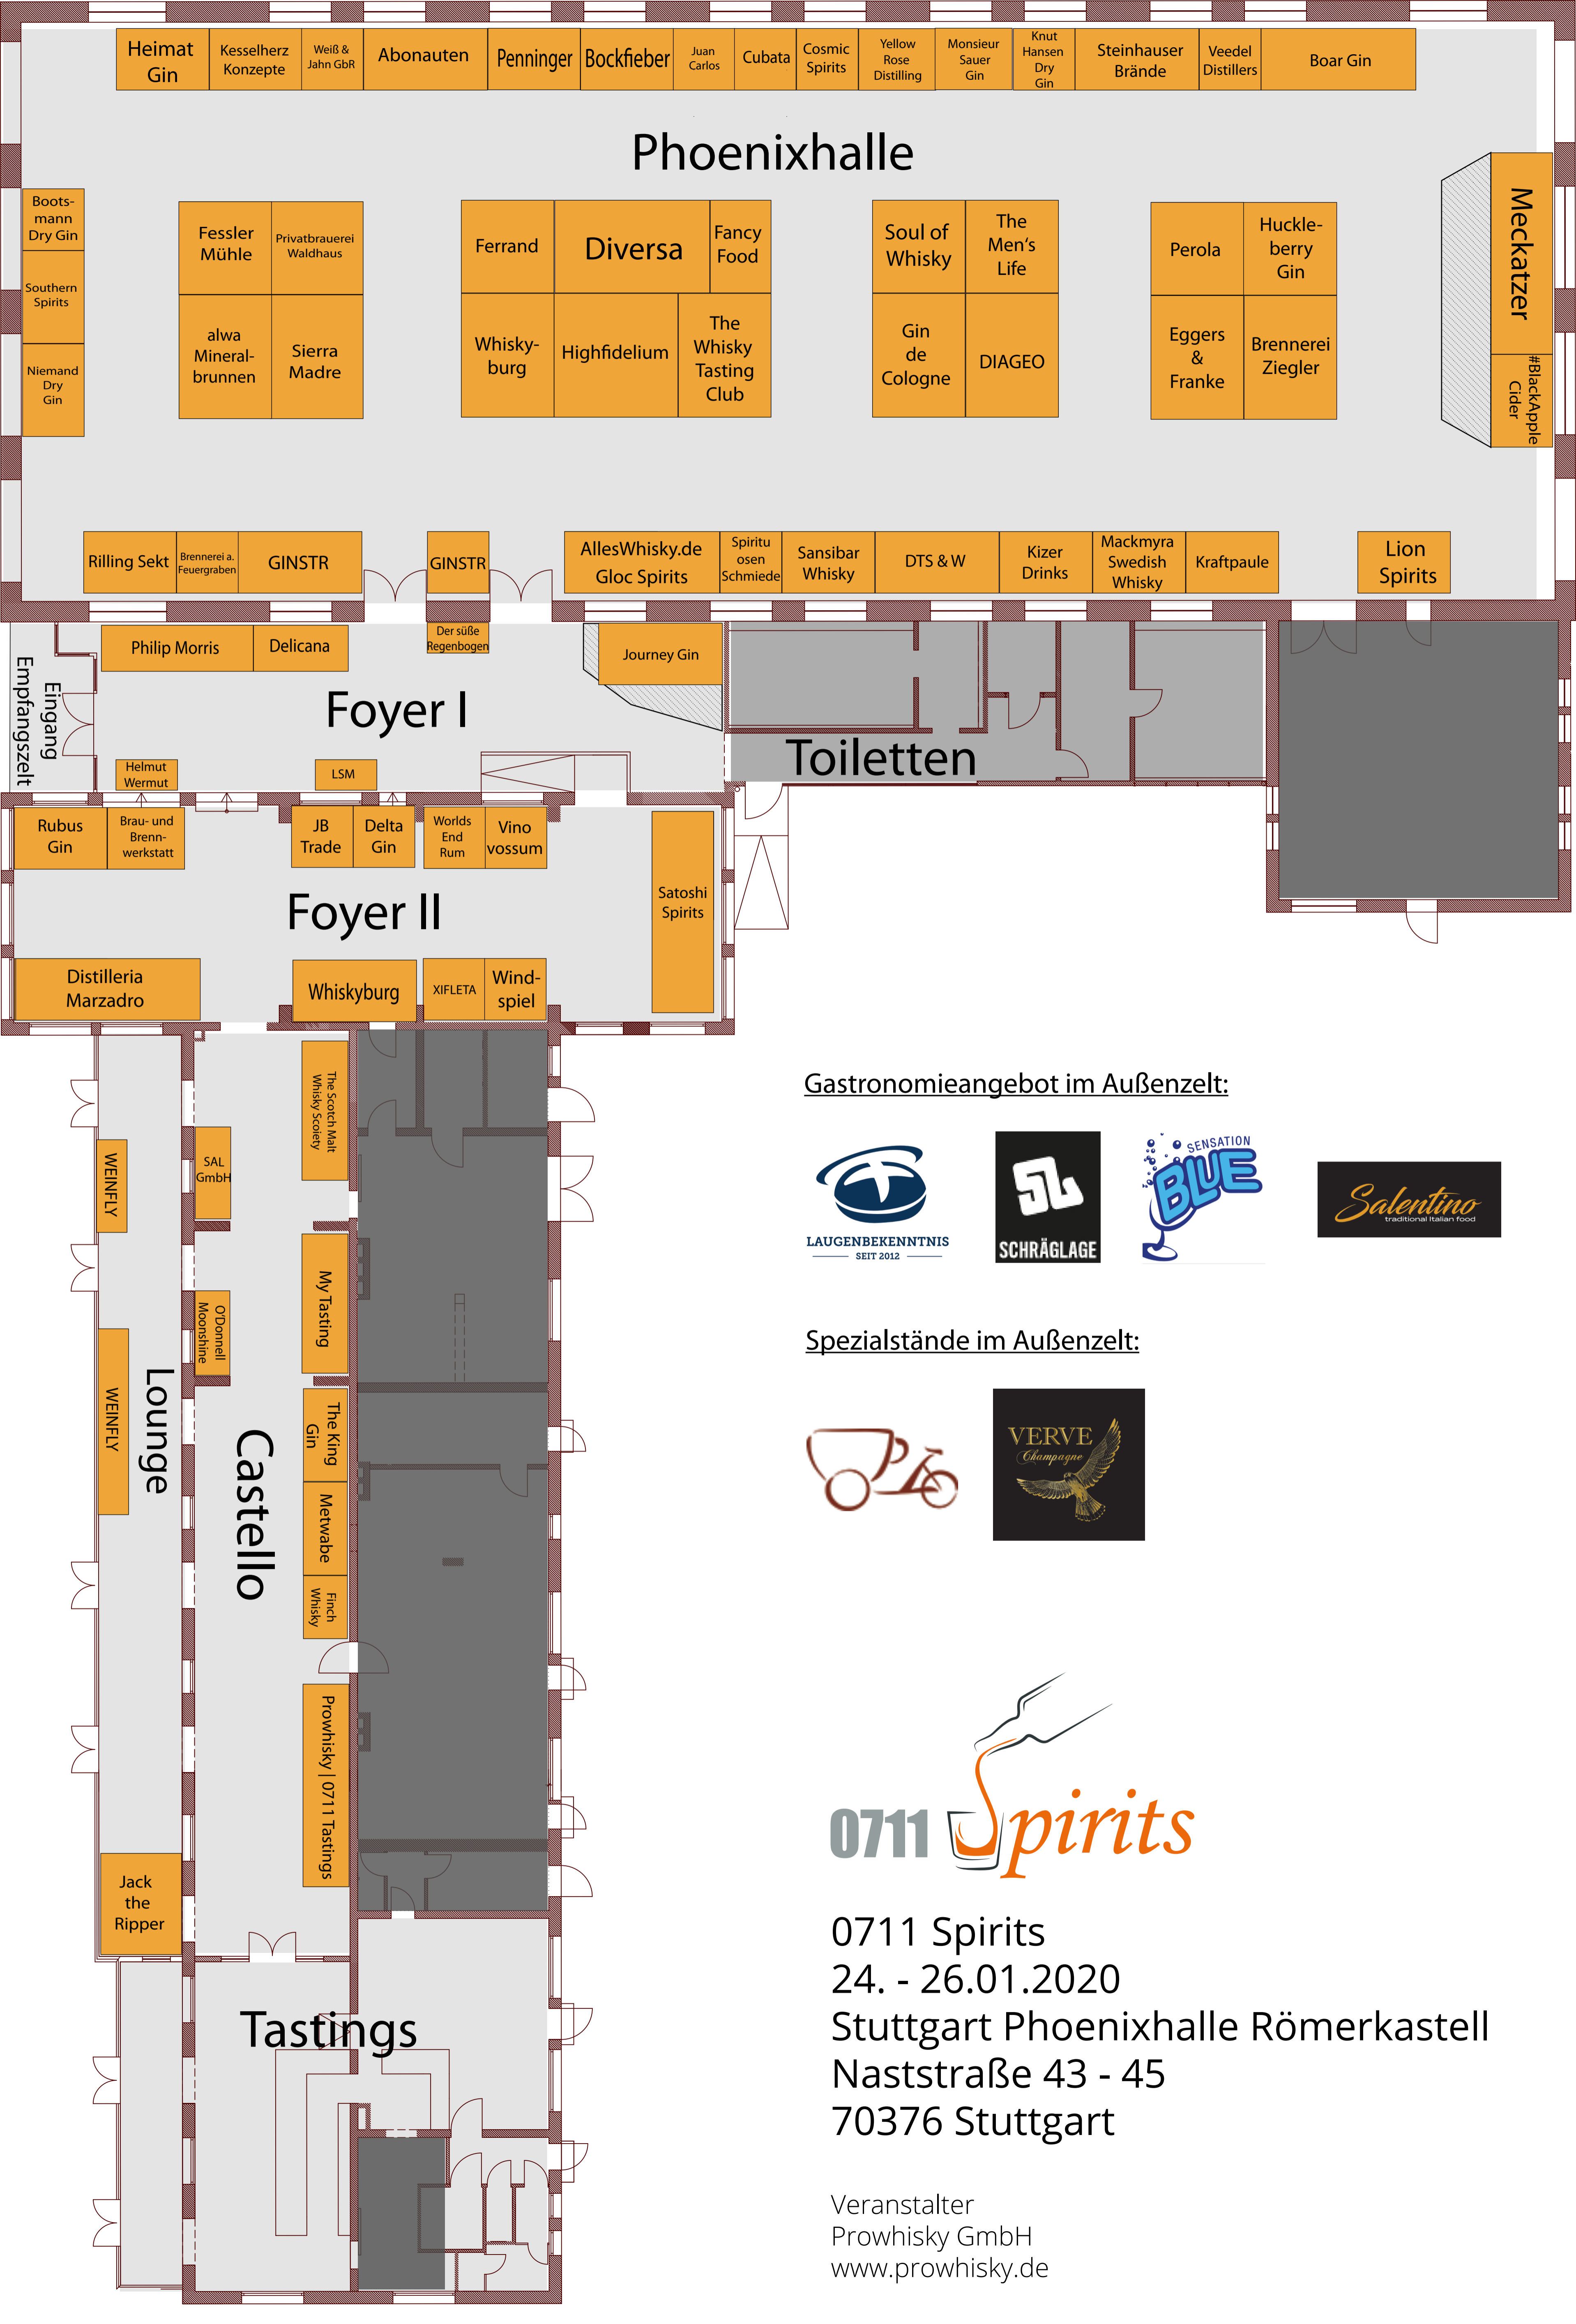 Heimat
Gin
Kesselherz
Konzepte
Weiß &
Jahn GbR
Abonauten
Penninger
Bockfieber
Juan
Carlos
Cubata
Cosmic
Spirits
Yellow
Rose
Distilling
Monsieur
Sauer
Gin
Knut
Hansen
Dry
Gin
Steinhauser
Brände
Veedel
Distillers
Boar Gin
Phoenixhalle
Boots-
mann
Dry Gin
Southern
Spirits
Niemand
Dry
Gin
Fessler
Mühle
Privatbrauerei
Waldhaus
alwa
Mineral-
brunnen
Sierra
Madre
Ferrand
Diversa
Fancy
Food
Whisky-
burg
Highfidelium
The
Whisky
Tasting
Club
Soul of
Whisky
The
Men's
Life
Gin
de
Cologne
DIAGEO
Perola
Huckle-
berry
Gin
Eggers
&
Franke
Brennerei
Ziegler
Meckatzer
#BlackApple
Cider
Rilling Sekt
Brennerei a.
Feuergraben
GINSTR
GINSTR
AllesWhisky.de
Gloc Spirits
Spiritu
osen
Schmiede
Sansibar
Whisky
DTS & W
Kizer
Drinks
Mackmyra
Swedish
Whisky
Kraftpaule
Lion
Spirits
Eingang
Empfangszelt
Philip Morris
Delicana
Der süße
Regenbogen
Journey Gin
Foyer I
Toiletten
Helmut
Wermut
LSM
Rubus
Gin
Brau- und
Brenn-
werkstatt
JB
Trade
Delta
Gin
Worlds
End
Rum
Vino
vossum
Satoshi
Spirits
Foyer II
Distilleria
Marzadro
Whiskyburg
XIFLETA
Wind-
spiel
The Scotch Malt
Whisky Scoiety
SAL
GmbH
WEINFLY
My Tasting
O'Donnell
Moonshine
WEINFLY
Lounge
Castello
The King
Gin
Metwabe
Finch
Whisky
Prowhisky | 0711 Tastings
Jack
the
Ripper
Tastings
Gastronomieangebot im Außenzelt:
LAUGENBEKENNTNIS
SEIT 2012
SL
SCHRÄGLAGE
SENSATION
BLUE
Salentino
traditional Italian food
Spezialstände im Außenzelt:
VERVE
Champagne
0711 Spirits
0711 Spirits
24. - 26.01.2020
Stuttgart Phoenixhalle Römerkastell
Naststraße 43 - 45
70376 Stuttgart
Veranstalter
Prowhisky GmbH
www.prowhisky.de